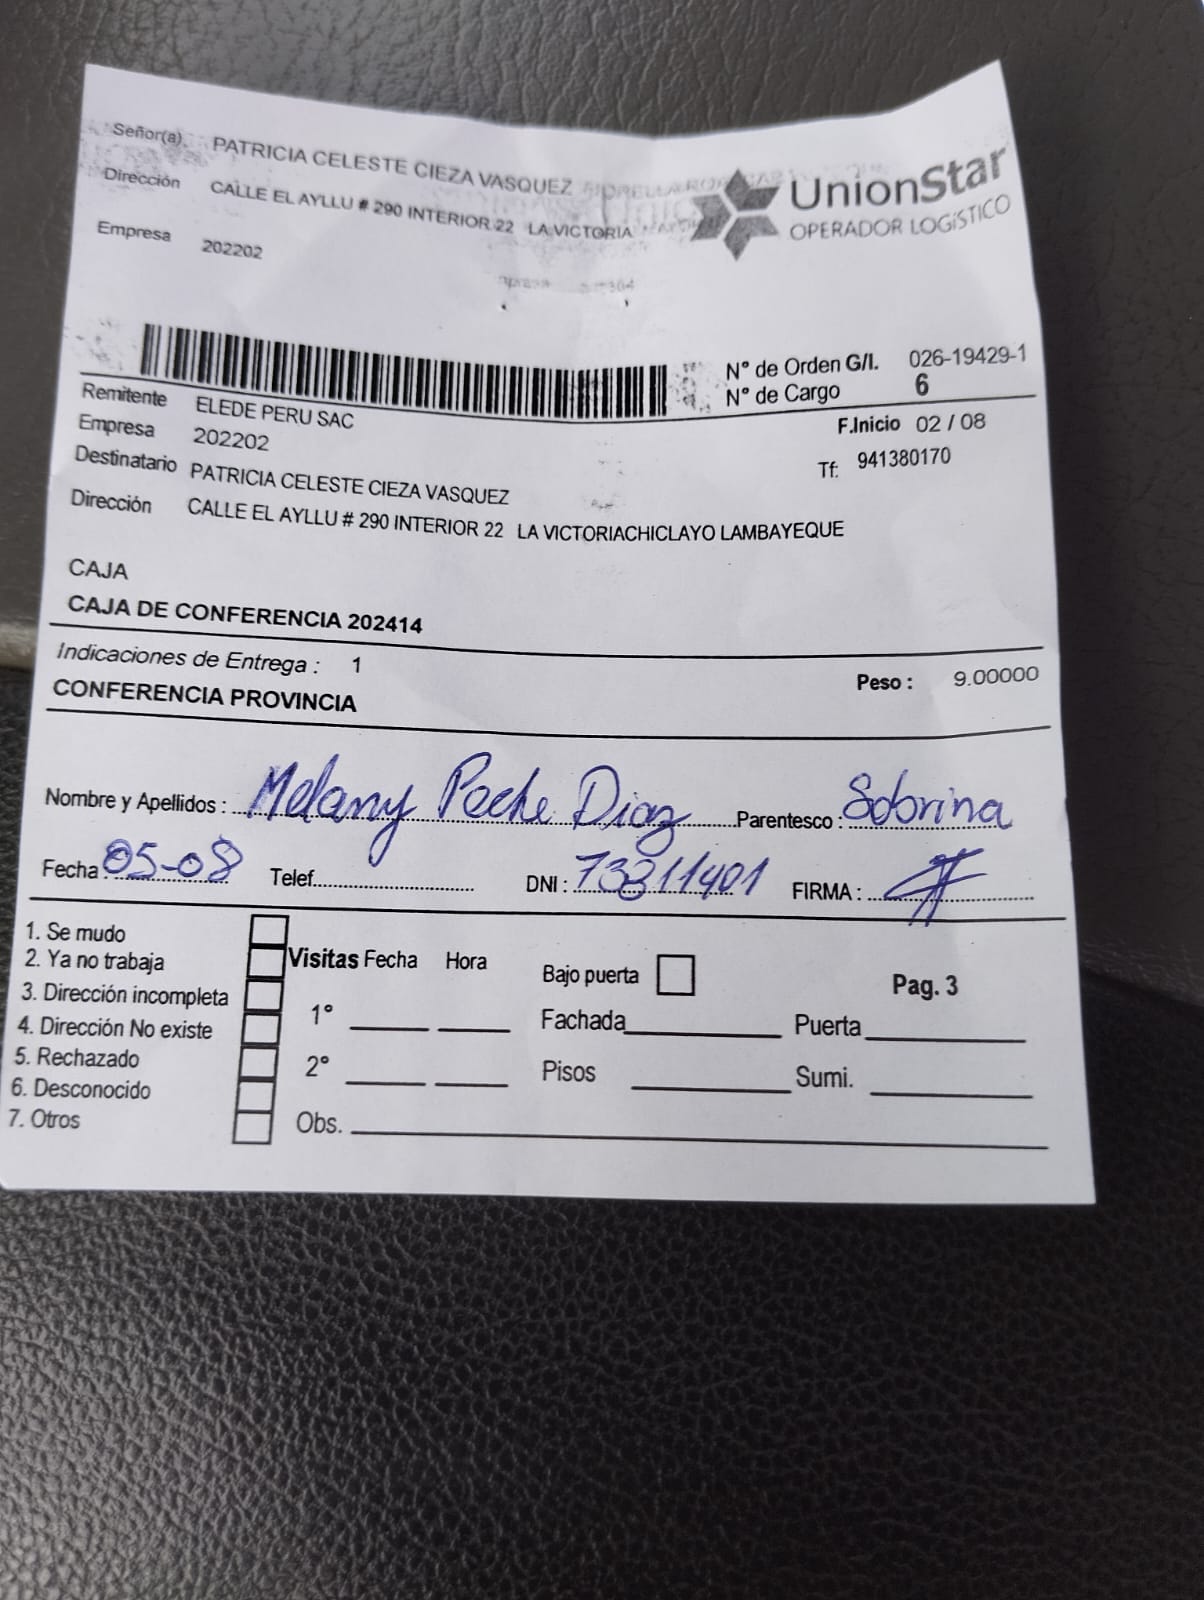 Señor(a). PATRICIA CELESTE CIEZA VASQUEZ
Dirección CALLE EL AYLLU # 290 INTERIOR 22 LA VICTORIA
Empresa 202202
UnionStar
OPERADOR LOGíSTICO
N° de Orden G/I. 026-19429-1
N° de Cargo 6
Remitente ELEDE PERU SAC
F.Inicio 02 / 08
Empresa 202202
Tf: 941380170
Destinatario PATRICIA CELESTE CIEZA VASQUEZ
Dirección CALLE EL AYLLU # 290 INTERIOR 22 LA VICTORIACHICLAYO LAMBAYEQUE
CAJA
CAJA DE CONFERENCIA 202414
Indicaciones de Entrega : 1
Peso : 9.00000
CONFERENCIA PROVINCIA
Nombre y Apellidos : Melany Peche Diaz Parentesco : Sobrina
Fecha : 05-08 Telef. DNI : 73811401 FIRMA :
1. Se mudo
2. Ya no trabaja
3. Dirección incompleta
4. Dirección No existe
5. Rechazado
6. Desconocido
7. Otros
Visitas Fecha Hora
1°
2°
Obs.
Bajo puerta
Pag. 3
Fachada Puerta
Pisos Sumi.